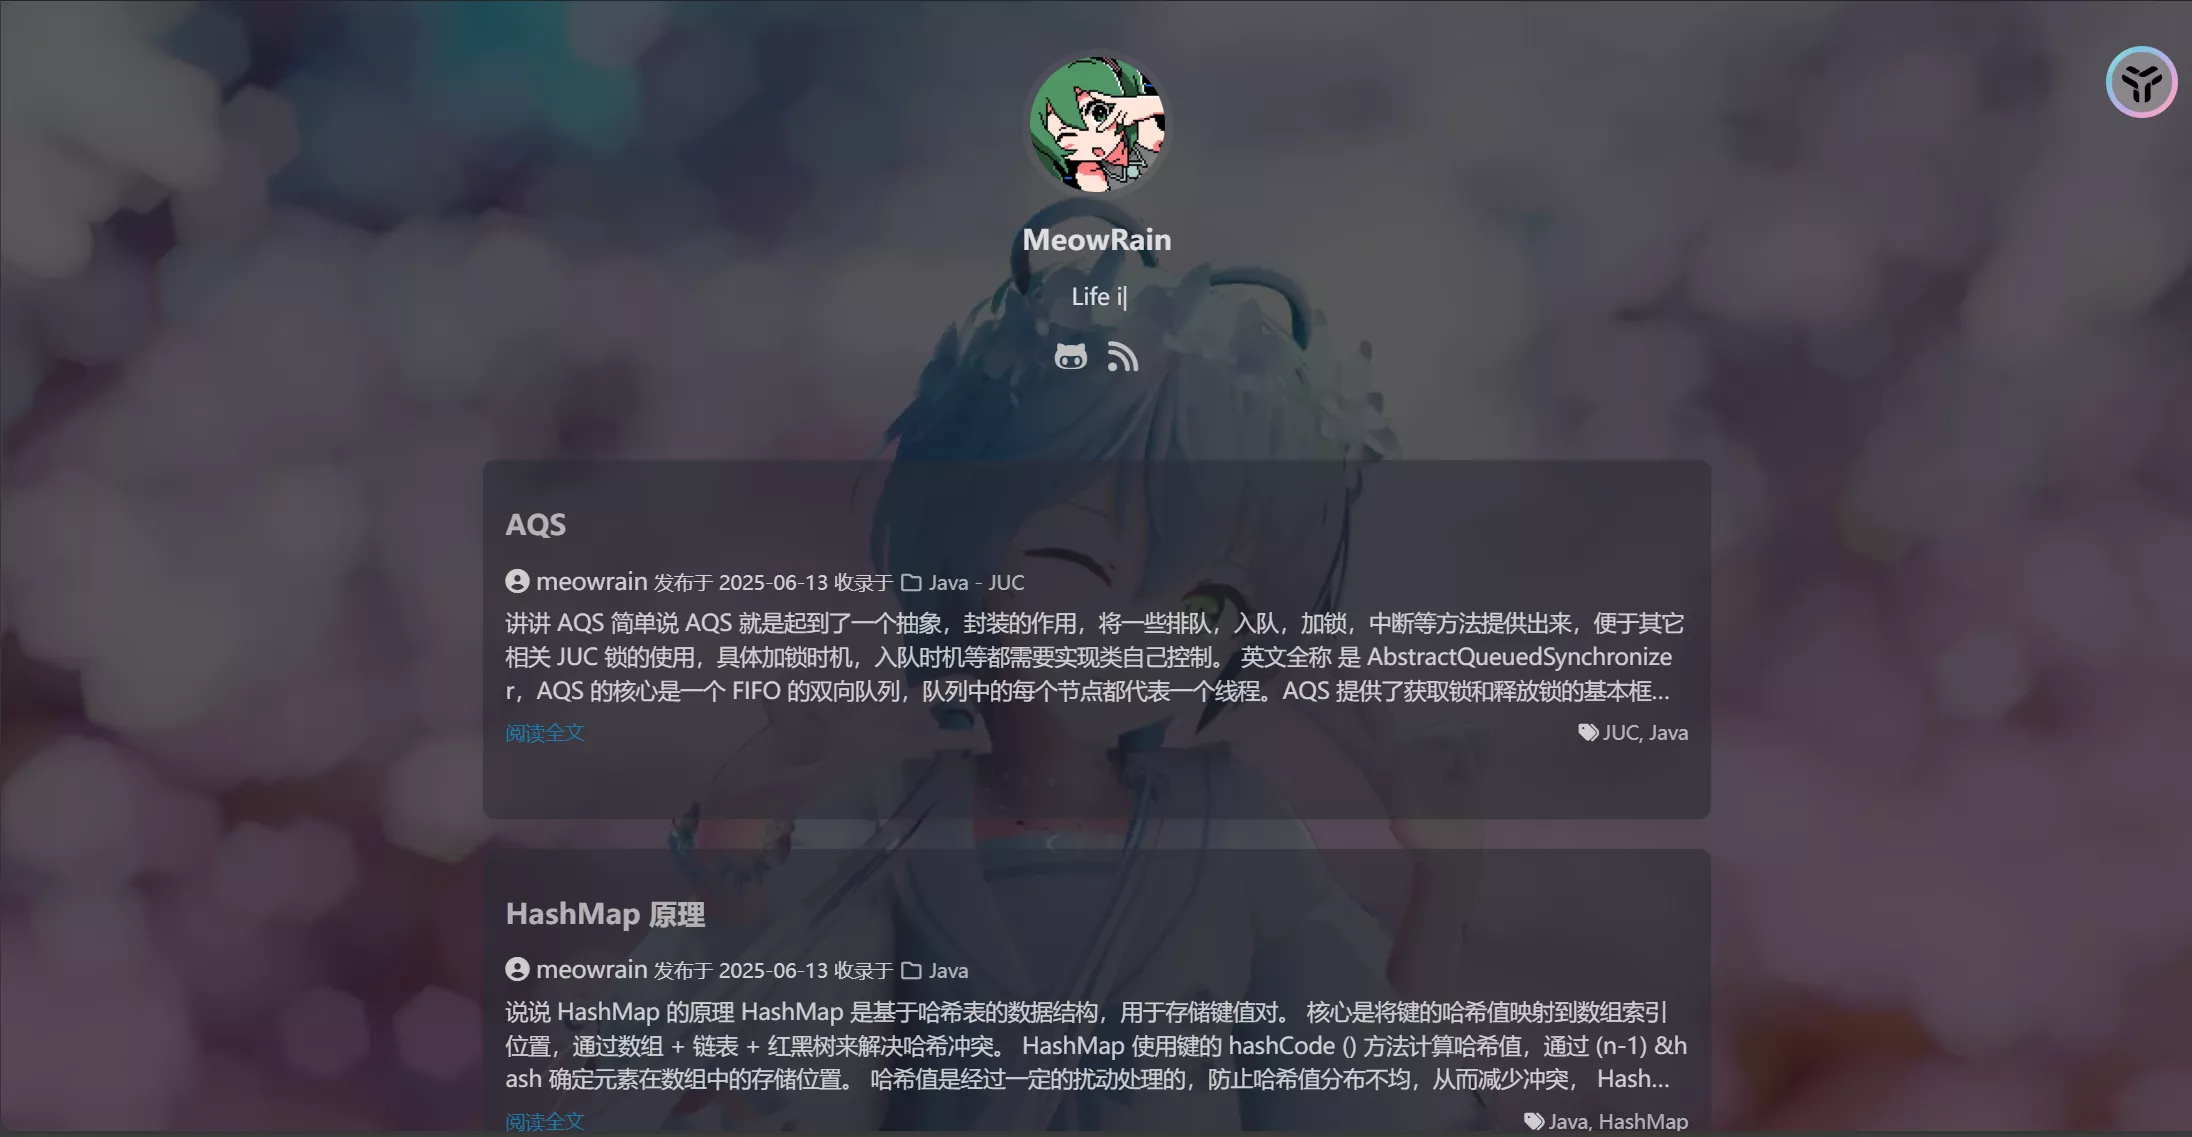 MeowRain
Life i
AQS
meowrain 发布于 2025-06-13 收录于 Java - JUC
讲讲 AQS 简单说 AQS 就是起到了一个抽象，封装的作用，将一些排队，入队，加锁，中断等方法提供出来，便于其它
相关 JUC 锁的使用，具体加锁时机，入队时机等都需要实现类自己控制。 英文全称 是 AbstractQueuedSynchronize
r，AQS 的核心是一个 FIFO 的双向队列，队列中的每个节点都代表一个线程。AQS 提供了获取锁和释放锁的基本框...
阅读全文 JUC, Java
HashMap 原理
meowrain 发布于 2025-06-13 收录于 Java
说说 HashMap 的原理 HashMap 是基于哈希表的数据结构，用于存储键值对。 核心是将键的哈希值映射到数组索引
位置，通过数组 + 链表 + 红黑树来解决哈希冲突。 HashMap 使用键的 hashCode () 方法计算哈希值，通过 (n-1) &h
ash 确定元素在数组中的存储位置。 哈希值是经过一定的扰动处理的，防止哈希值分布不均，从而减少冲突， Hash...
阅读全文 Java, HashMap